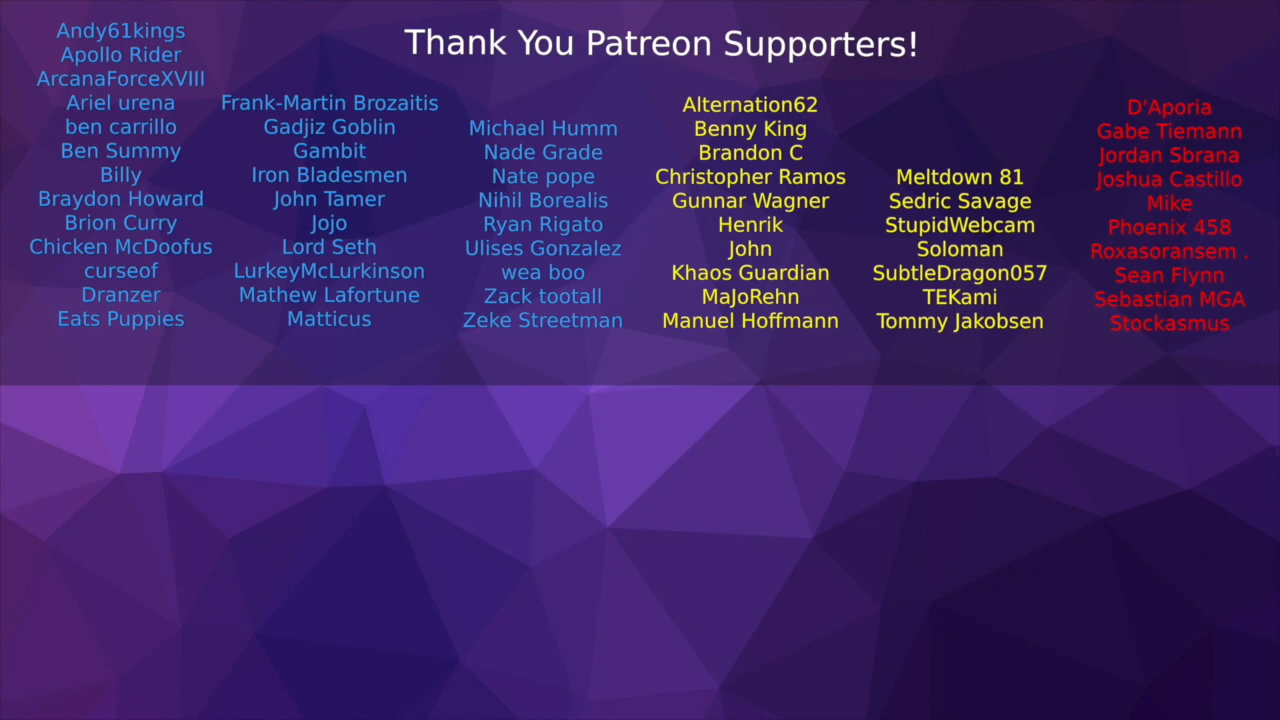 Thank You Patreon Supporters!
Andy61kings
Apollo Rider
ArcanaForceXVIII
Ariel urena
ben carrillo
Ben Summy
Billy
Braydon Howard
Brion Curry
Chicken McDoofus
curseof
Dranzer
Eats Puppies
Frank-Martin Brozaitis
Gadjiz Goblin
Gambit
Iron Bladesmen
John Tamer
Jojo
Lord Seth
LurkeyMcLurkinson
Mathew Lafortune
Matticus
Michael Humm
Nade Grade
Nate pope
Nihil Borealis
Ryan Rigato
Ulises Gonzalez
wea boo
Zack tootall
Zeke Streetman
Alternation62
Benny King
Brandon C
Christopher Ramos
Gunnar Wagner
Henrik
John
Khaos Guardian
MaJoRehn
Manuel Hoffmann
Meltdown 81
Sedric Savage
StupidWebcam
Soloman
SubtleDragon057
TEKami
Tommy Jakobsen
D'Aporia
Gabe Tiemann
Jordan Sbrana
Joshua Castillo
Mike
Phoenix 458
Roxasoransem .
Sean Flynn
Sebastian MGA
Stockasmus